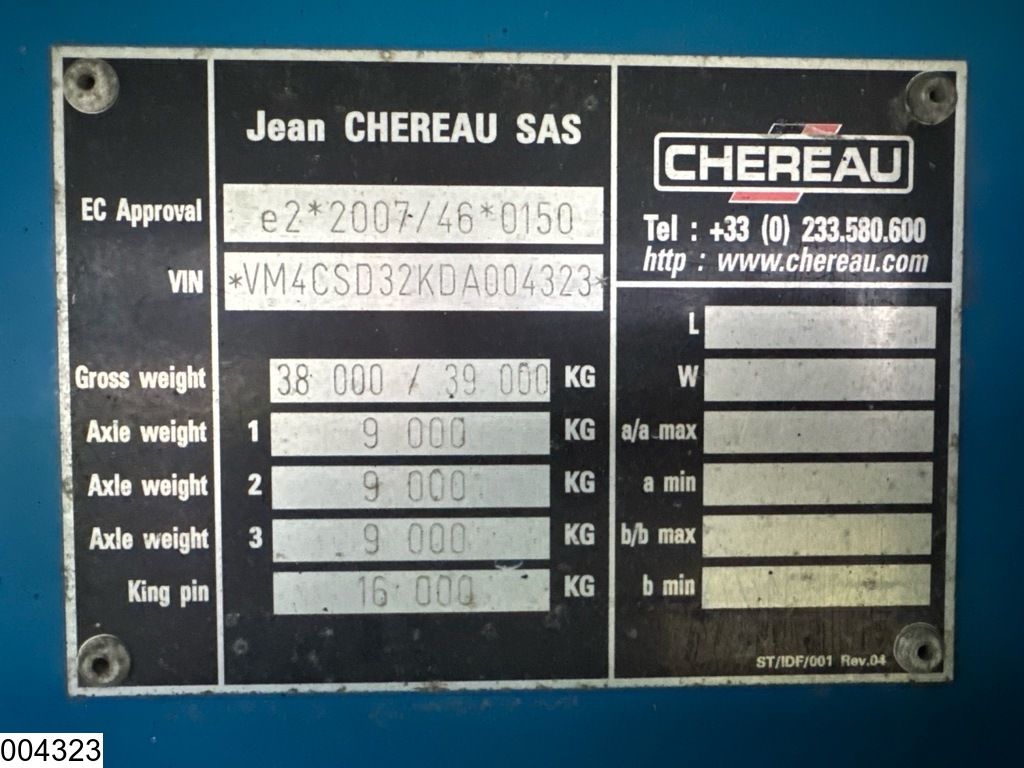 Jean CHEREAU SAS
EC Approval e2*2007/46*0150
VIN *VM4CSD32KDA004323*
Gross weight 38 000 / 39 000 KG
Axle weight 1 9 000 KG
Axle weight 2 9 000 KG
Axle weight 3 9 000 KG
King pin 16 000 KG
CHEREAU
Tel : +33 (0) 233.580.600
http : www.chereau.com
L
W
a/a max
a min
b/b max
b min
ST/IDF/001 Rev.04
004323